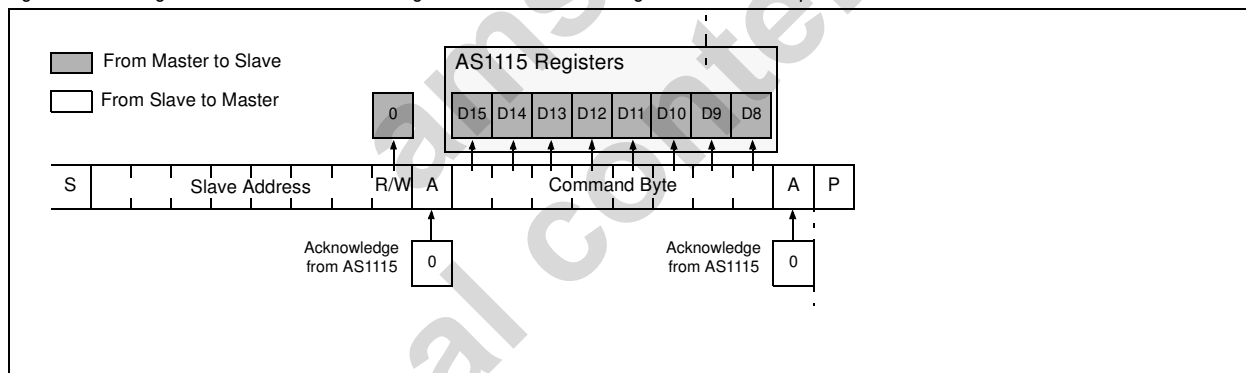 From Master to Slave
From Slave to Master
AS1115 Registers
0 D15 D14 D13 D12 D11 D10 D9 D8
S Slave Address R/W A Command Byte A P
Acknowledge
from AS1115
0
Acknowledge
from AS1115
0